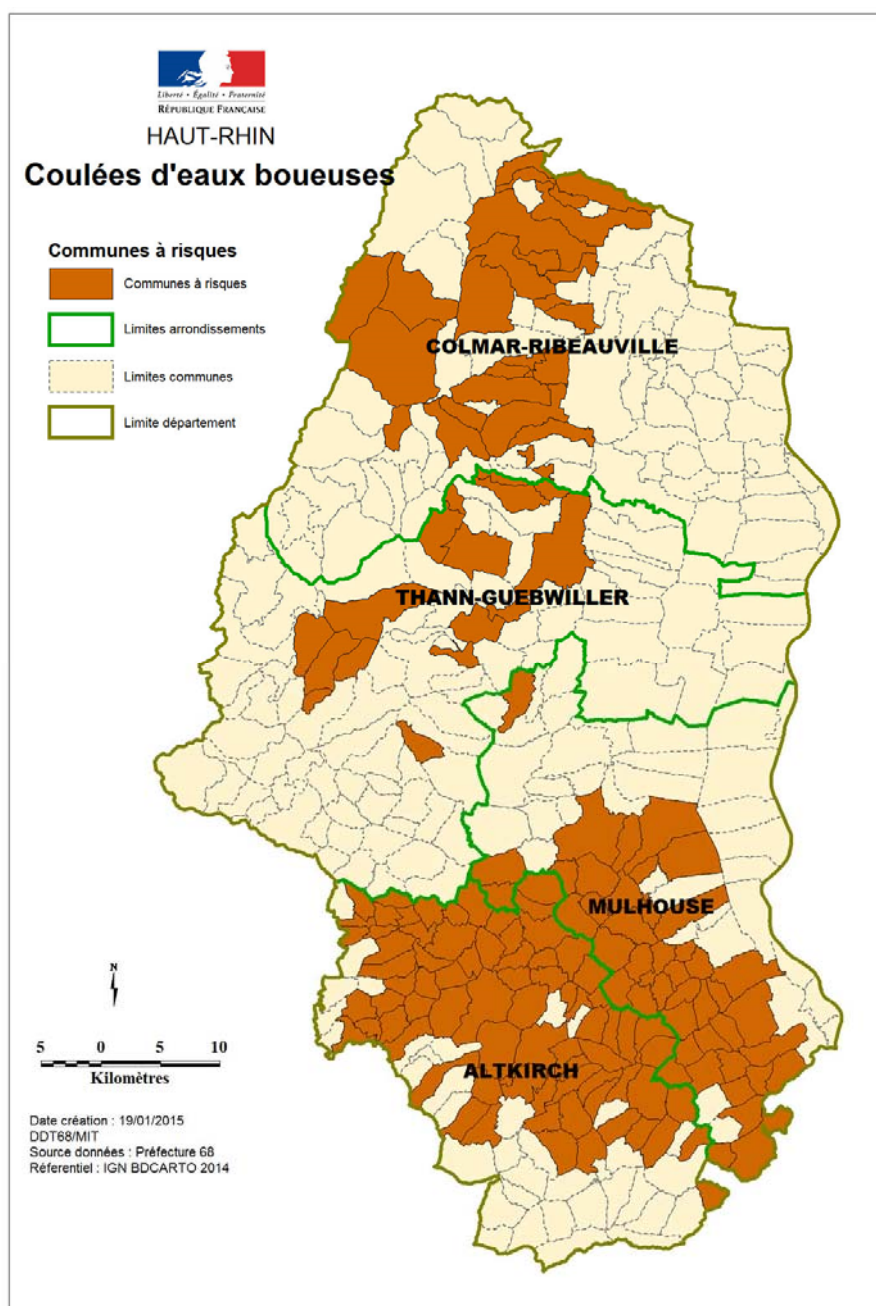 Liberté • Égalité • Fraternité
RÉPUBLIQUE FRANÇAISE
HAUT-RHIN
Coulées d'eaux boueuses
Communes à risques
Communes à risques
Limites arrondissements
Limites communes
Limite département
COLMAR-RIBEAUVILLE
THANN-GUEBWILLER
MULHOUSE
ALTKIRCH
N
5 0 5 10
Kilomètres
Date création : 19/01/2015
DDT68/MIT
Source données : Préfecture 68
Réferentiel : IGN BDCARTO 2014